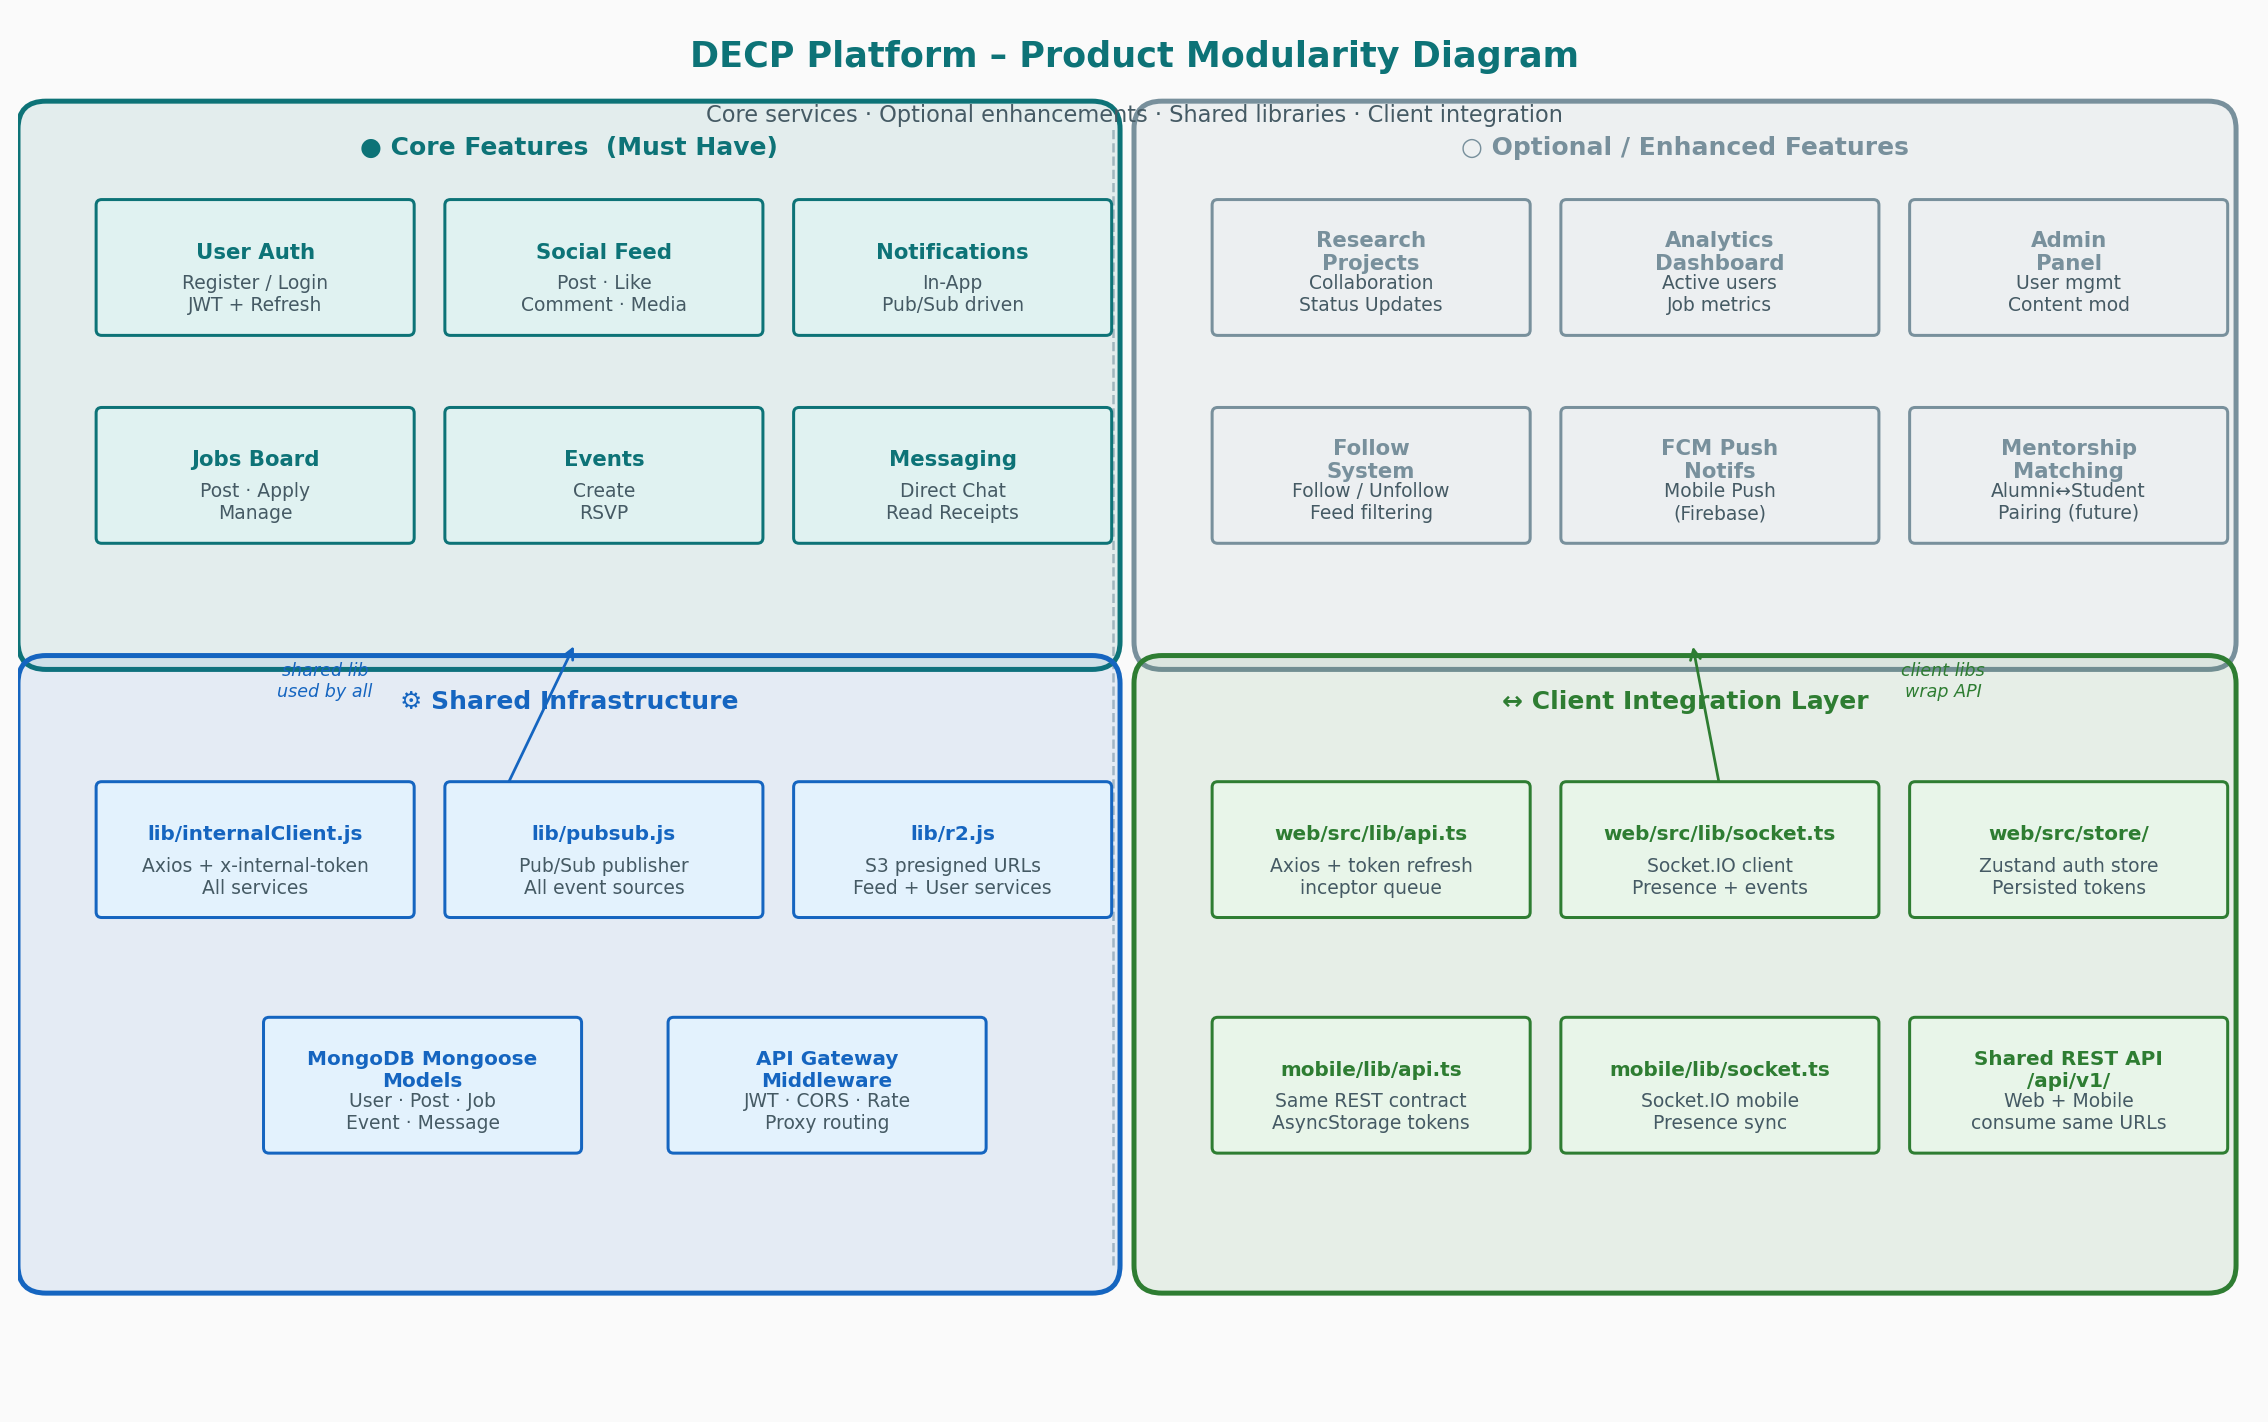 DECP Platform – Product Modularity Diagram
Core services · Optional enhancements · Shared libraries · Client integration
● Core Features (Must Have)
User Auth
Register / Login
JWT + Refresh
Social Feed
Post · Like
Comment · Media
Notifications
In-App
Pub/Sub driven
Jobs Board
Post · Apply
Manage
Events
Create
RSVP
Messaging
Direct Chat
Read Receipts
○ Optional / Enhanced Features
Research
Projects
Collaboration
Status Updates
Analytics
Dashboard
Active users
Job metrics
Admin
Panel
User mgmt
Content mod
Follow
System
Follow / Unfollow
Feed filtering
FCM Push
Notifs
Mobile Push
(Firebase)
Mentorship
Matching
Alumni↔Student
Pairing (future)
shared lib
used by all
⚙ Shared Infrastructure
lib/internalClient.js
Axios + x-internal-token
All services
lib/pubsub.js
Pub/Sub publisher
All event sources
lib/r2.js
S3 presigned URLs
Feed + User services
MongoDB Mongoose
Models
User · Post · Job
Event · Message
API Gateway
Middleware
JWT · CORS · Rate
Proxy routing
↔ Client Integration Layer
client libs
wrap API
web/src/lib/api.ts
Axios + token refresh
inceptor queue
web/src/lib/socket.ts
Socket.IO client
Presence + events
web/src/store/
Zustand auth store
Persisted tokens
mobile/lib/api.ts
Same REST contract
AsyncStorage tokens
mobile/lib/socket.ts
Socket.IO mobile
Presence sync
Shared REST API
/api/v1/
Web + Mobile
consume same URLs